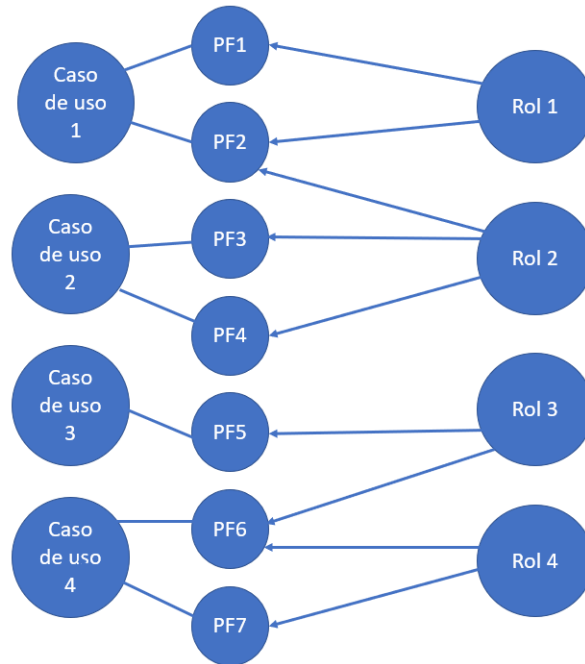 PF1
Caso
de uso
1
Rol 1
PF2
PF3
Caso
de uso
2
Rol 2
PF4
Caso
de uso
3
Rol 3
PF5
PF6
Caso
de uso
4
Rol 4
PF7